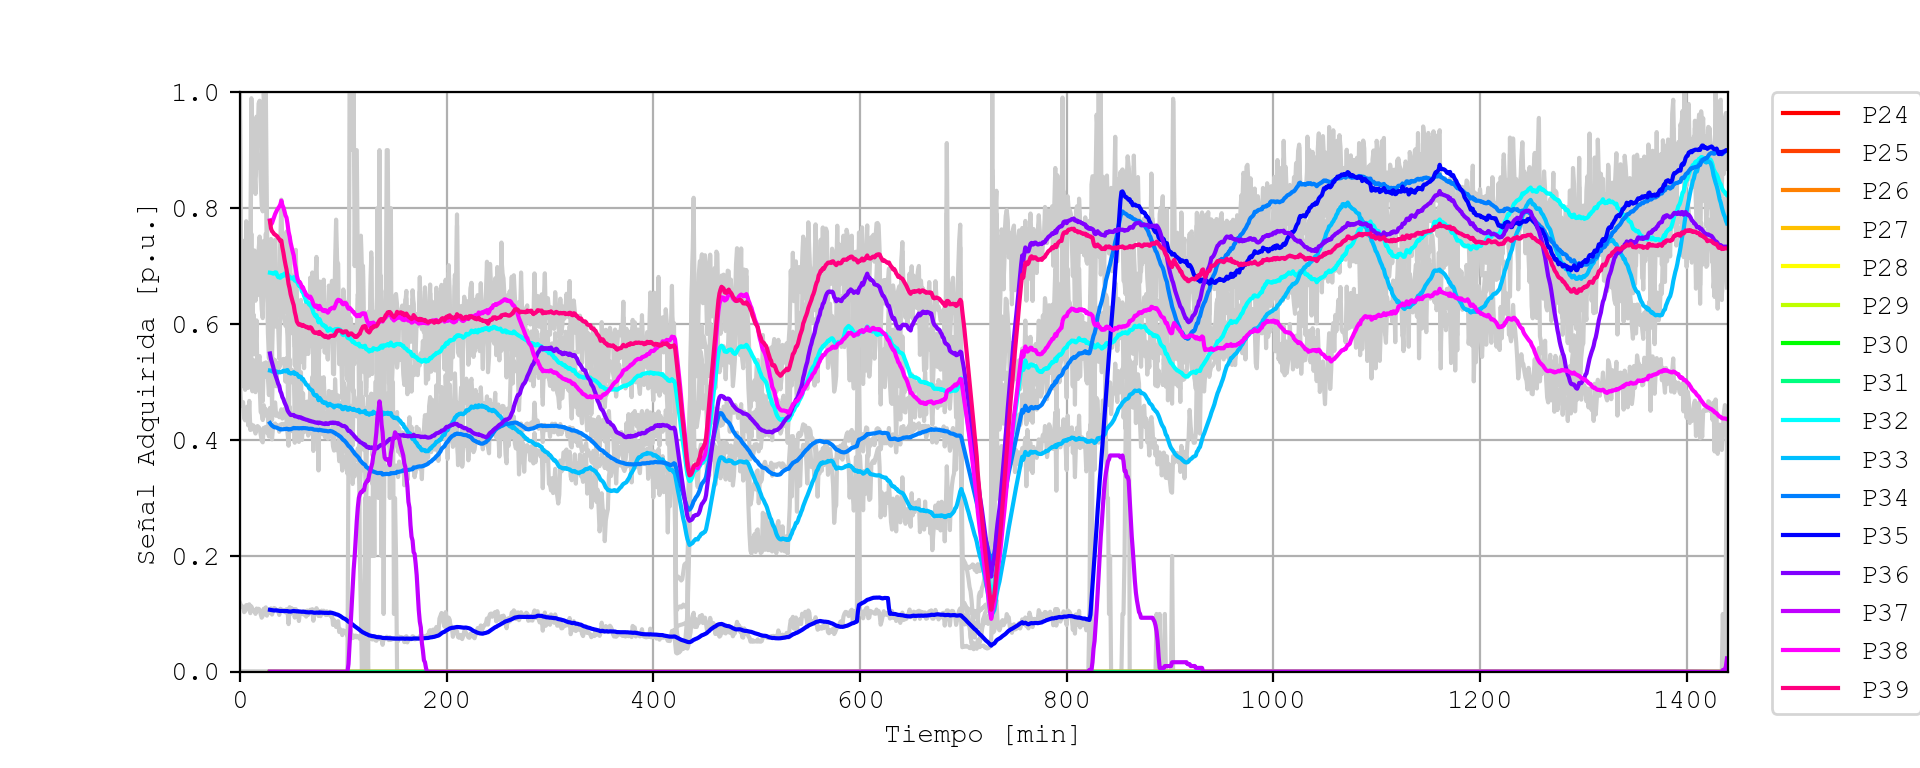 Señal Adquirida [p.u.]
1.0
0.8
0.6
0.4
0.2
0.0
0 200 400 600 800 1000 1200 1400
Tiempo [min]
P24
P25
P26
P27
P28
P29
P30
P31
P32
P33
P34
P35
P36
P37
P38
P39